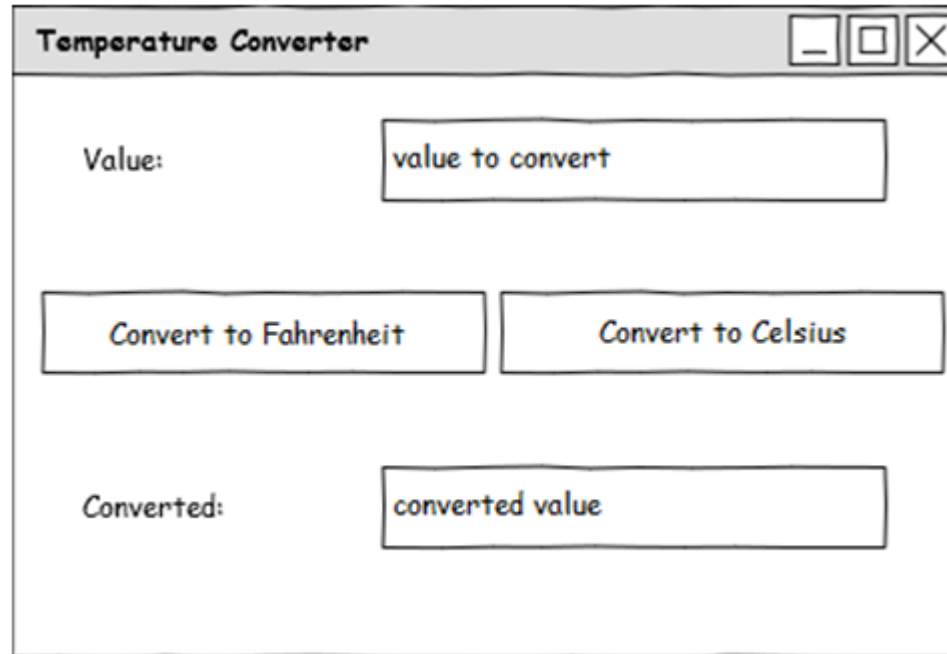 Temperature Converter
Value: value to convert
Convert to Fahrenheit Convert to Celsius
Converted: converted value